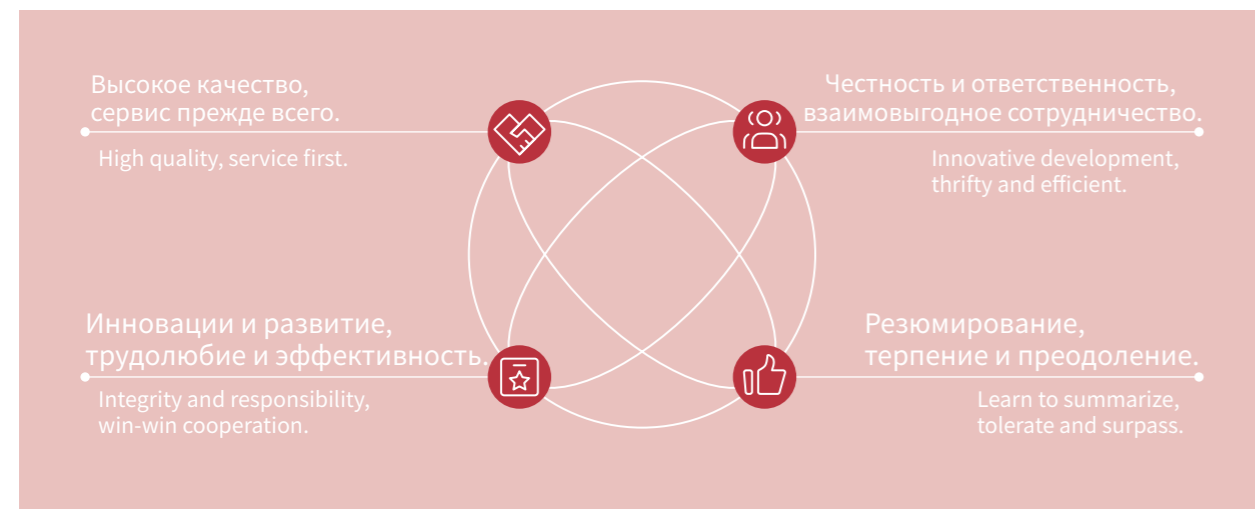 Высокое качество,
сервис прежде всего.
High quality, service first.
Честность и ответственность,
взаимовыгодное сотрудничество.
Innovative development,
thrifty and efficient.
Инновации и развитие,
трудолюбие и эффективность.
Integrity and responsibility,
win-win cooperation.
Резюмирование,
терпение и преодоление.
Learn to summarize,
tolerate and surpass.